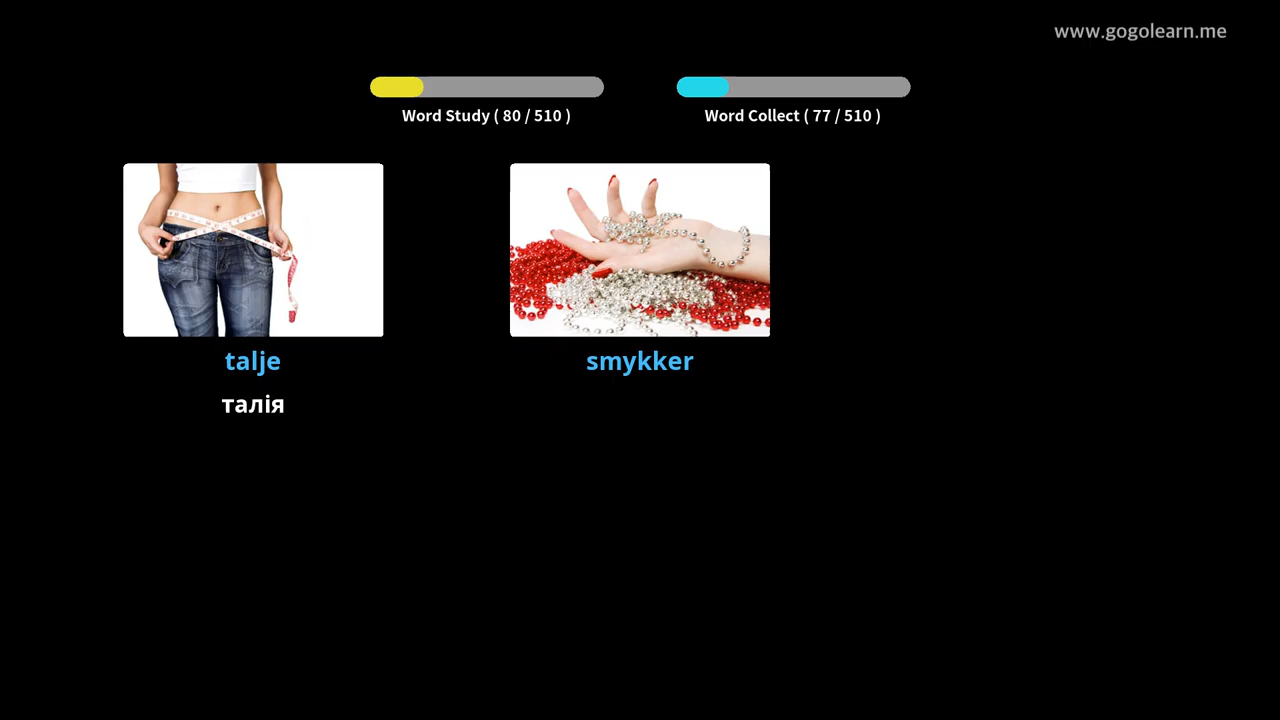 www.gogolearn.me
Word Study ( 80 / 510 )
Word Collect ( 77 / 510 )
talje
smykker
талія